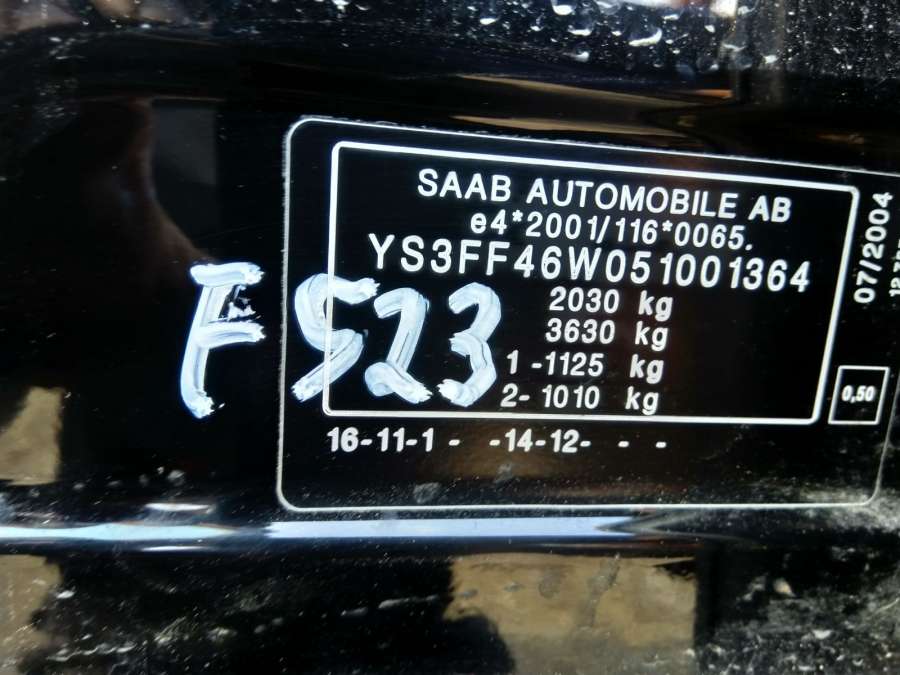 SAAB AUTOMOBILE AB
e4*2001/116*0065.
YS3FF46W051001364
2030 kg
3630 kg
1 -1125 kg
2- 1010 kg
16-11-1 - -14-12- - -
F523
07/2004
0,50